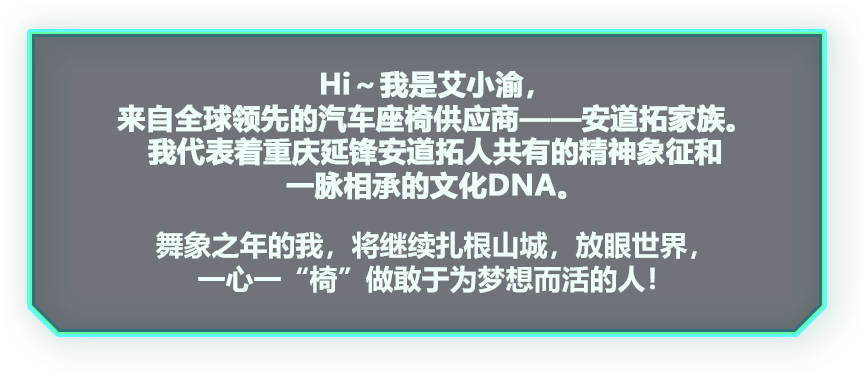 Hi～我是艾小渝，
来自全球领先的汽车座椅供应商——安道拓家族。
我代表着重庆延锋安道拓人共有的精神象征和
一脉相承的文化DNA。
舞象之年的我，将继续扎根山城，放眼世界，
一心一“椅”做敢于为梦想而活的人！